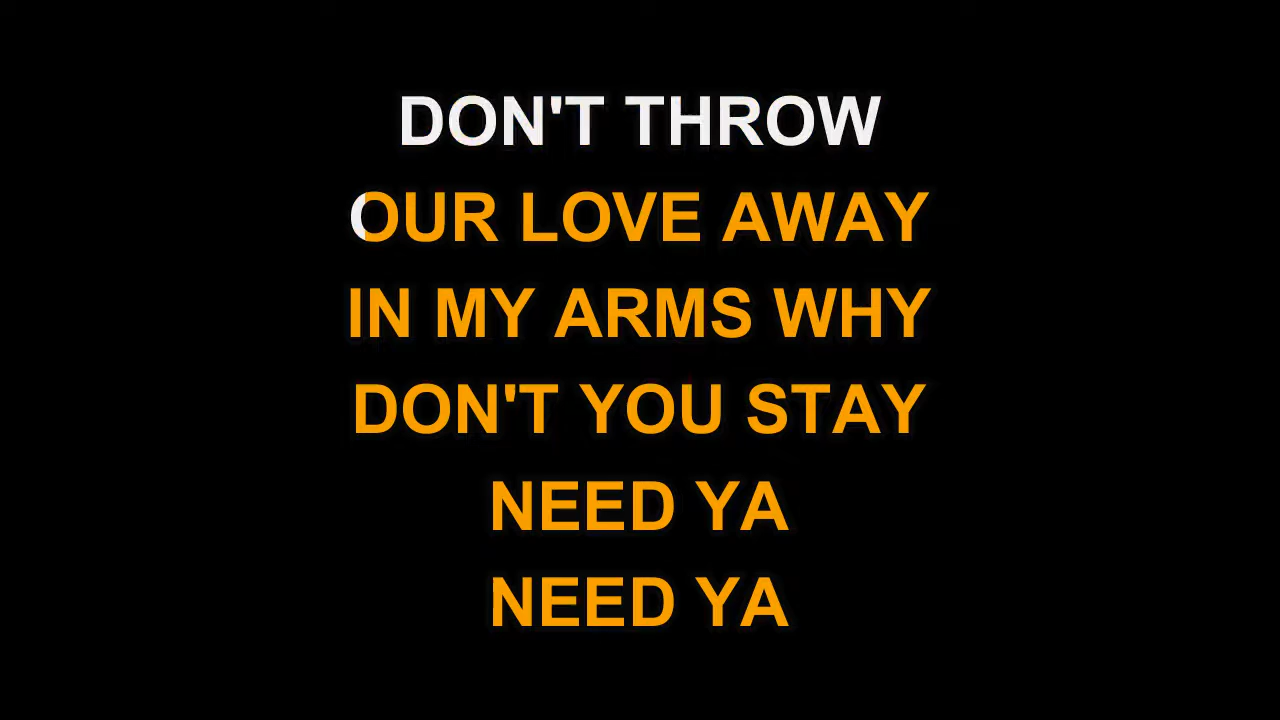 DON'T THROW
OUR LOVE AWAY
IN MY ARMS WHY
DON'T YOU STAY
NEED YA
NEED YA